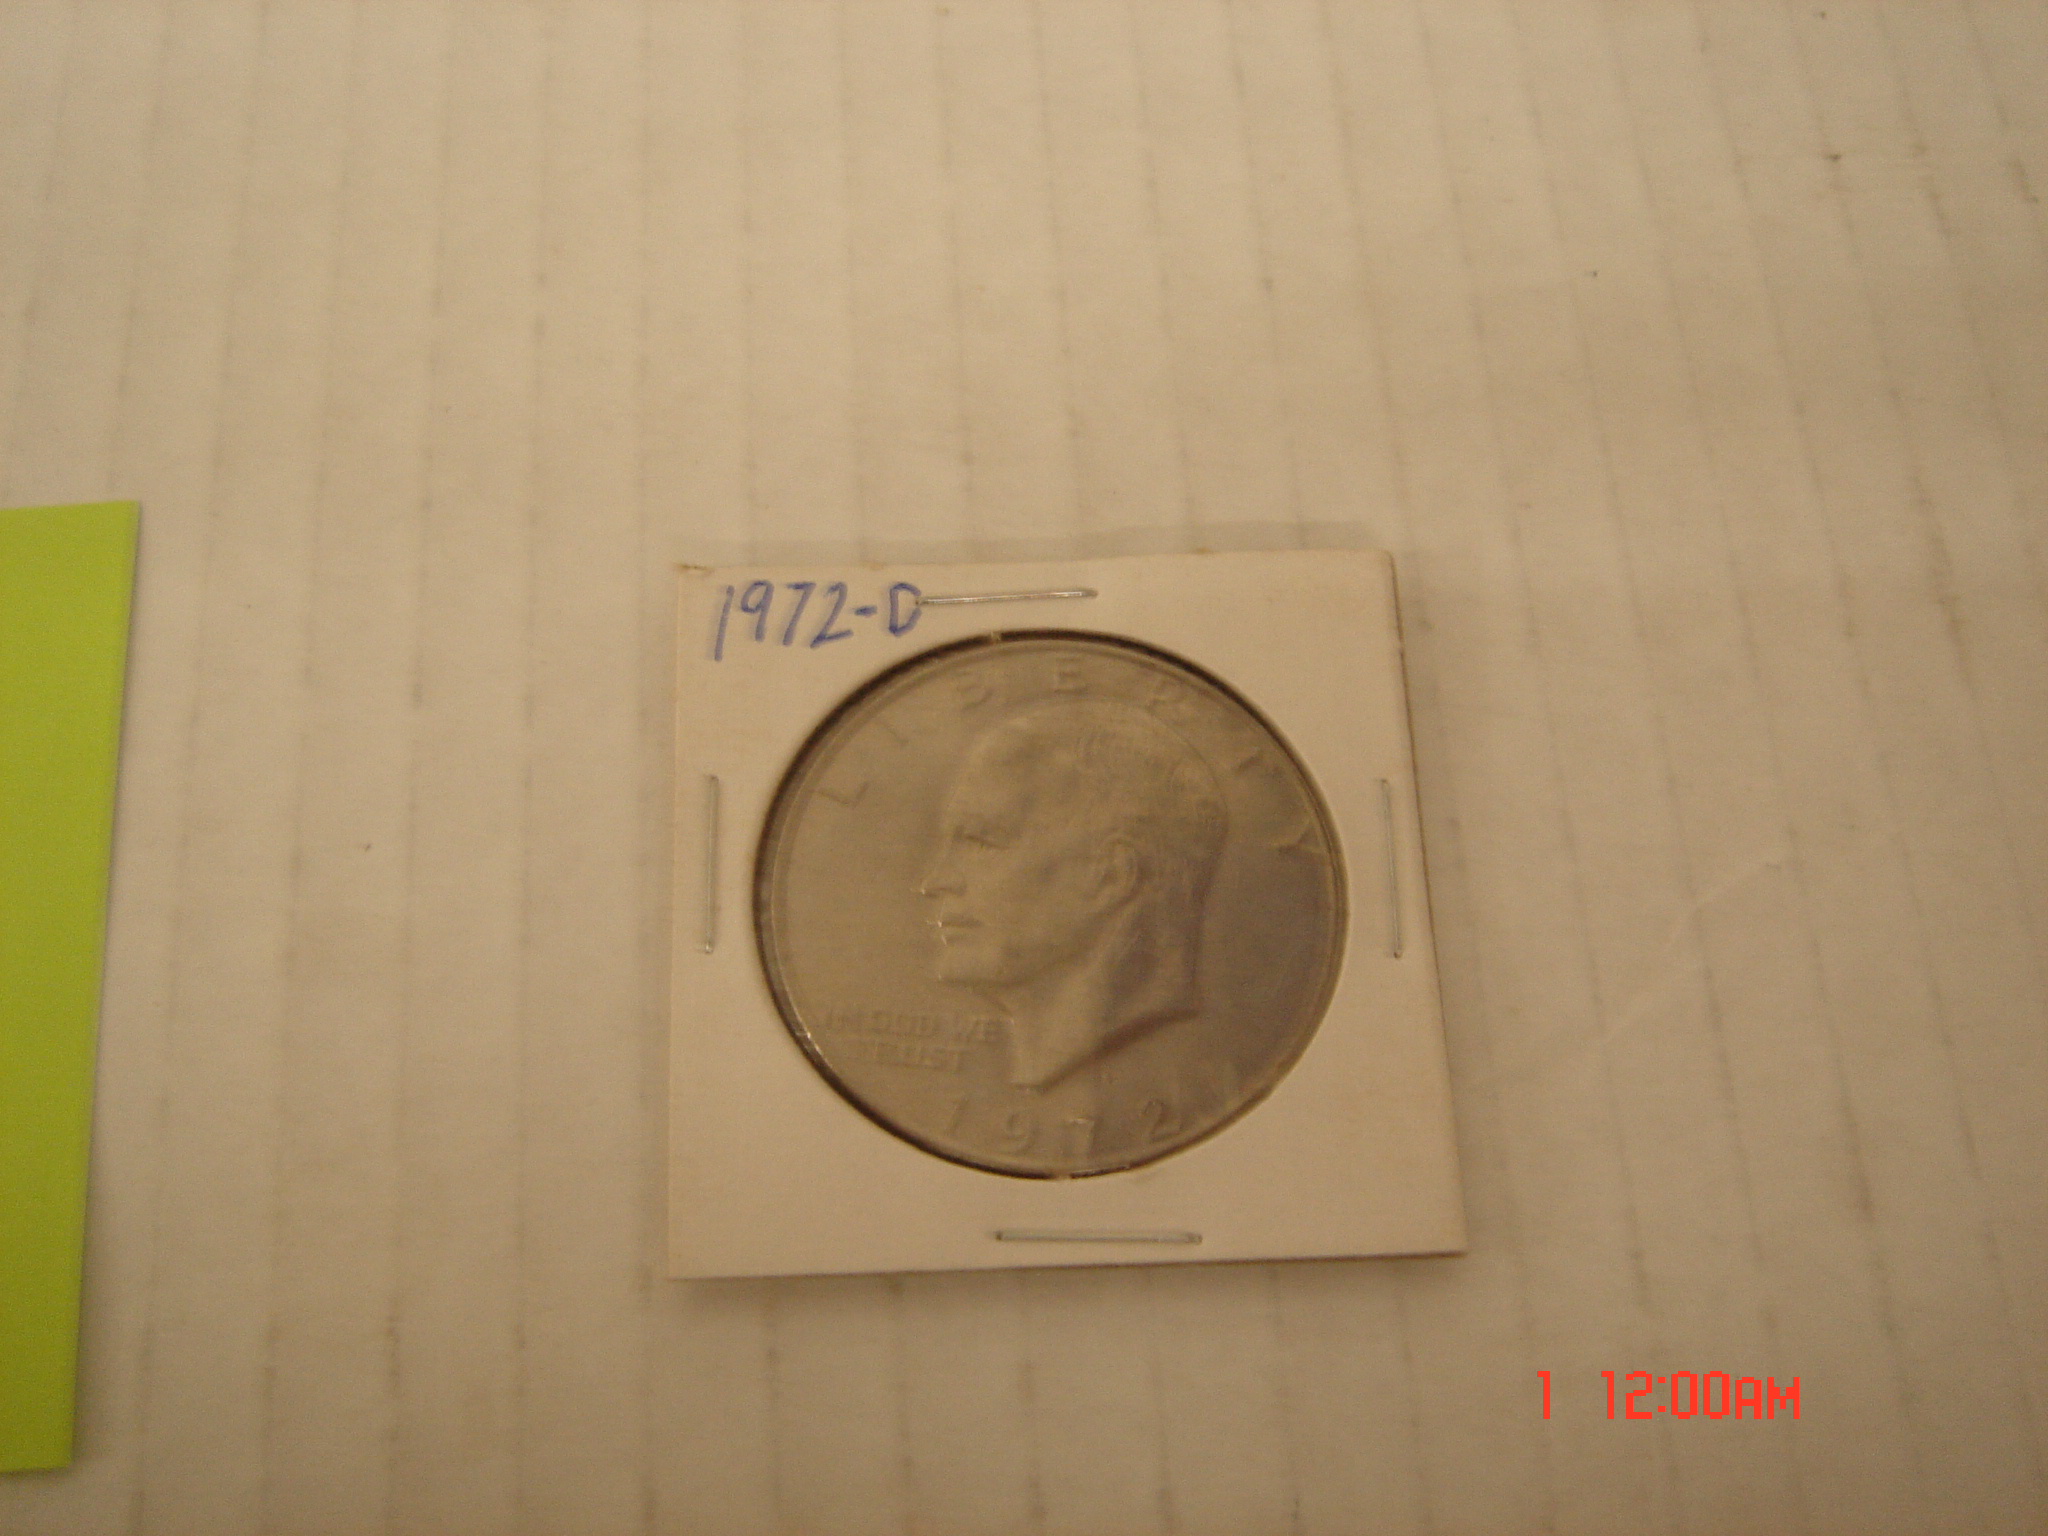 1972-D
LIBERTY
IN GOD WE
TRUST
1972
1 12:00AM